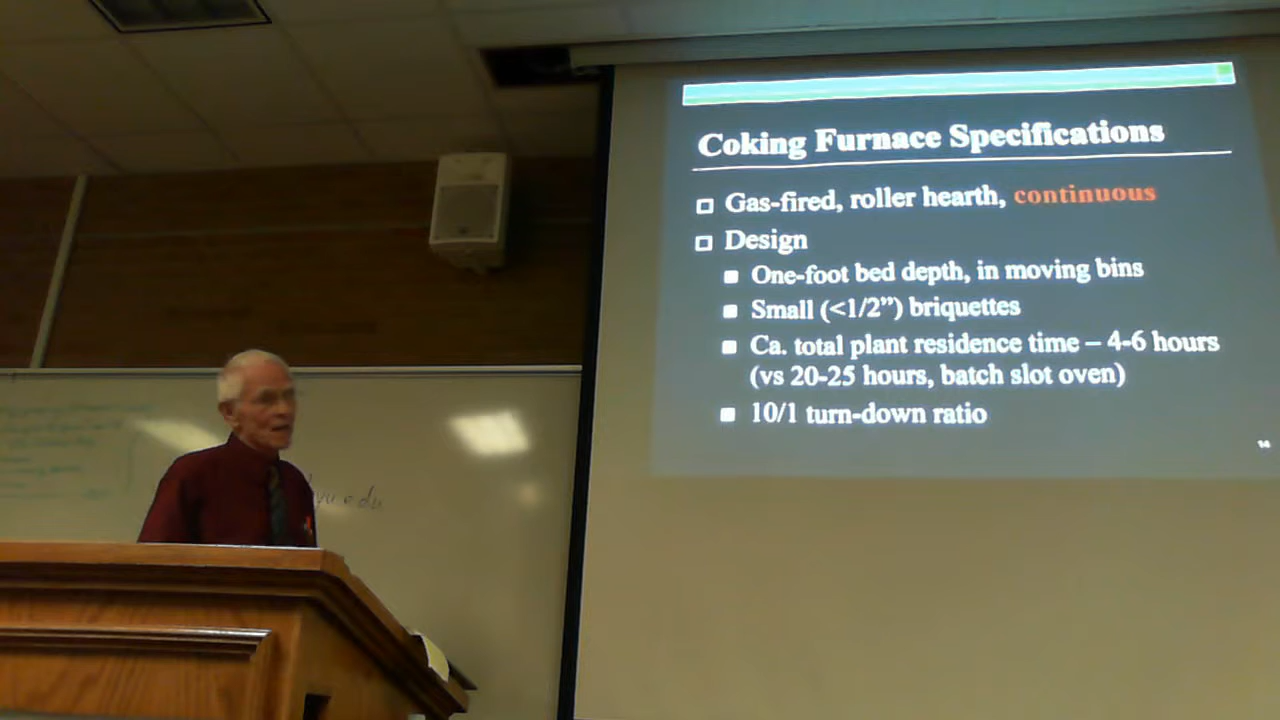 Coking Furnace Specifications
Gas-fired, roller hearth, continuous
Design
One-foot bed depth, in moving bins
Small (<1/2”) briquettes
Ca. total plant residence time – 4-6 hours
(vs 20-25 hours, batch slot oven)
10/1 turn-down ratio
14